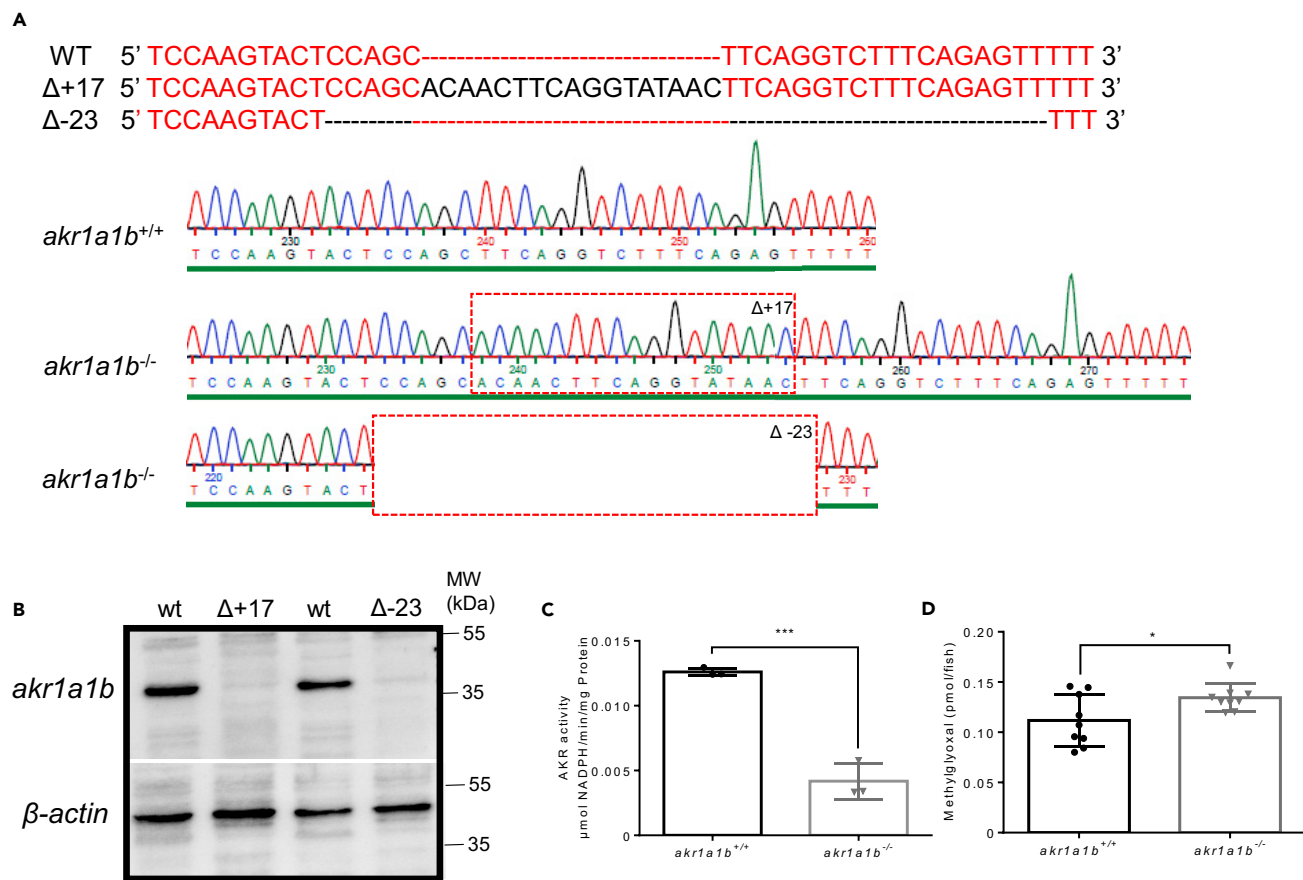 A
WT 5’ TCCAAGTACTCCAGC---------------------------------TTCAGGTCTTTCAGAGTTTTT 3’
Δ+17 5’ TCCAAGTACTCCAGCACAACTTCAGGTATAACTTCAGGTCTTTCAGAGTTTTT 3’
Δ-23 5’ TCCAAGTACT--------------------------------------------------------------------------------TTT 3’
akr1a1b+/+
230 240 250 260
T C C A A G T A C T C C A G C T T C A G G T C T T T C A G A G T T T T T
akr1a1b-/-
Δ+17
230 240 250 260 270
T C C A A G T A C T C C A G C A C A A C T T C A G G T A T A A C T T C A G G T C T T T C A G A G T T T T T
akr1a1b-/-
Δ -23
220 230
T C C A A G T A C T T T T
B
wt Δ+17 wt Δ-23 MW (kDa)
akr1a1b
55
35
β-actin
55
35
C
AKR activity
µmol NADPH/min/mg Protein
0.015
0.010
0.005
0
***
akr1a1b+/+ akr1a1b-/-
D
Methylglyoxal (pmol/fish)
0.20
0.15
0.10
0.05
0.00
*
akr1a1b+/+ akr1a1b-/-